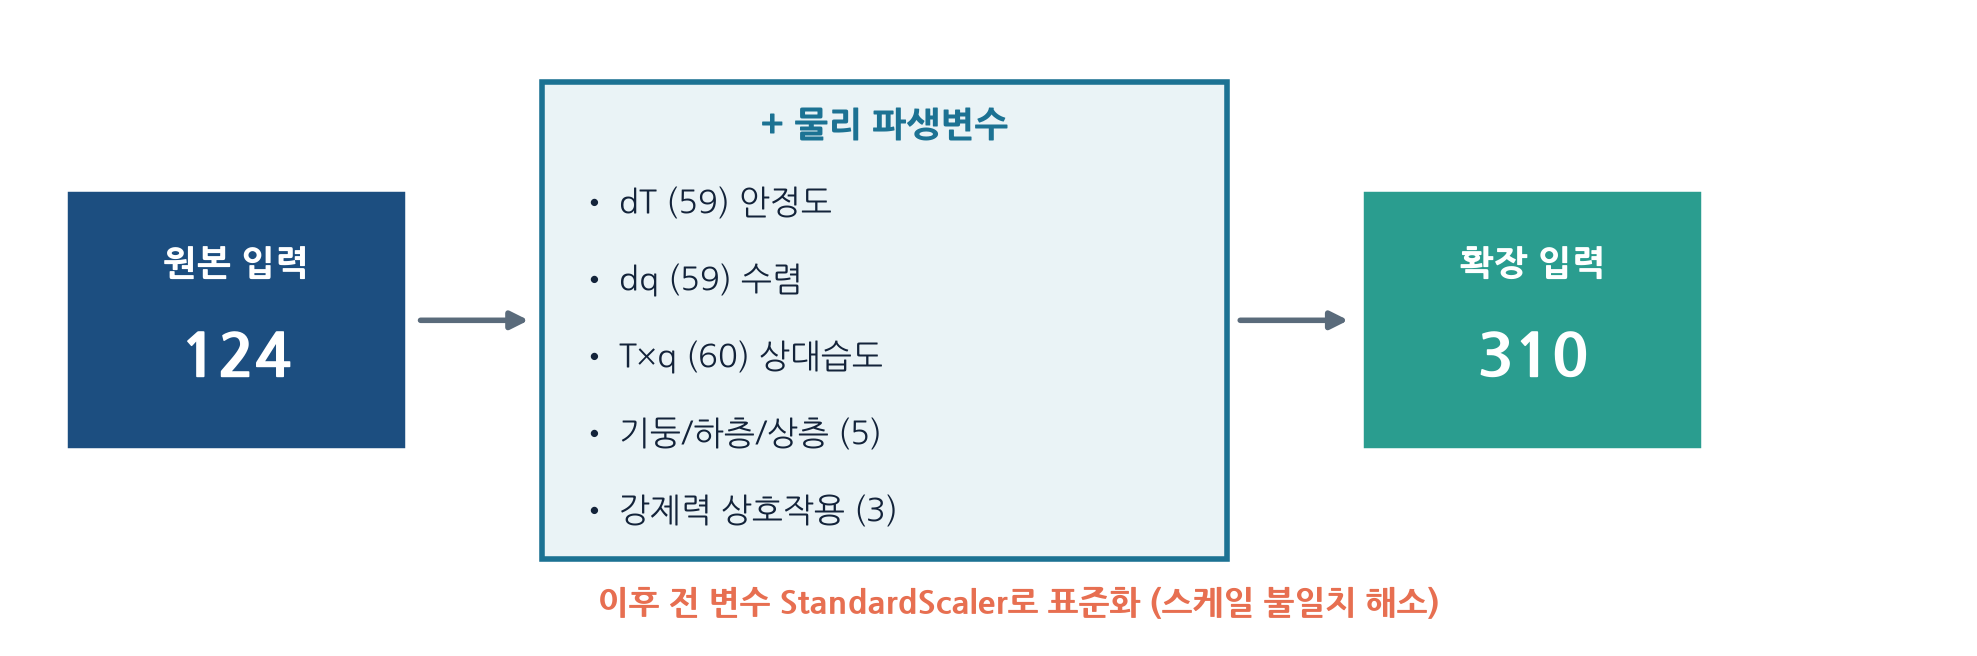 원본 입력
124
+ 물리 파생변수
• dT (59) 안정도
• dq (59) 수렴
• T×q (60) 상대습도
• 기둥/하층/상층 (5)
• 강제력 상호작용 (3)
확장 입력
310
이후 전 변수 StandardScaler로 표준화 (스케일 불일치 해소)